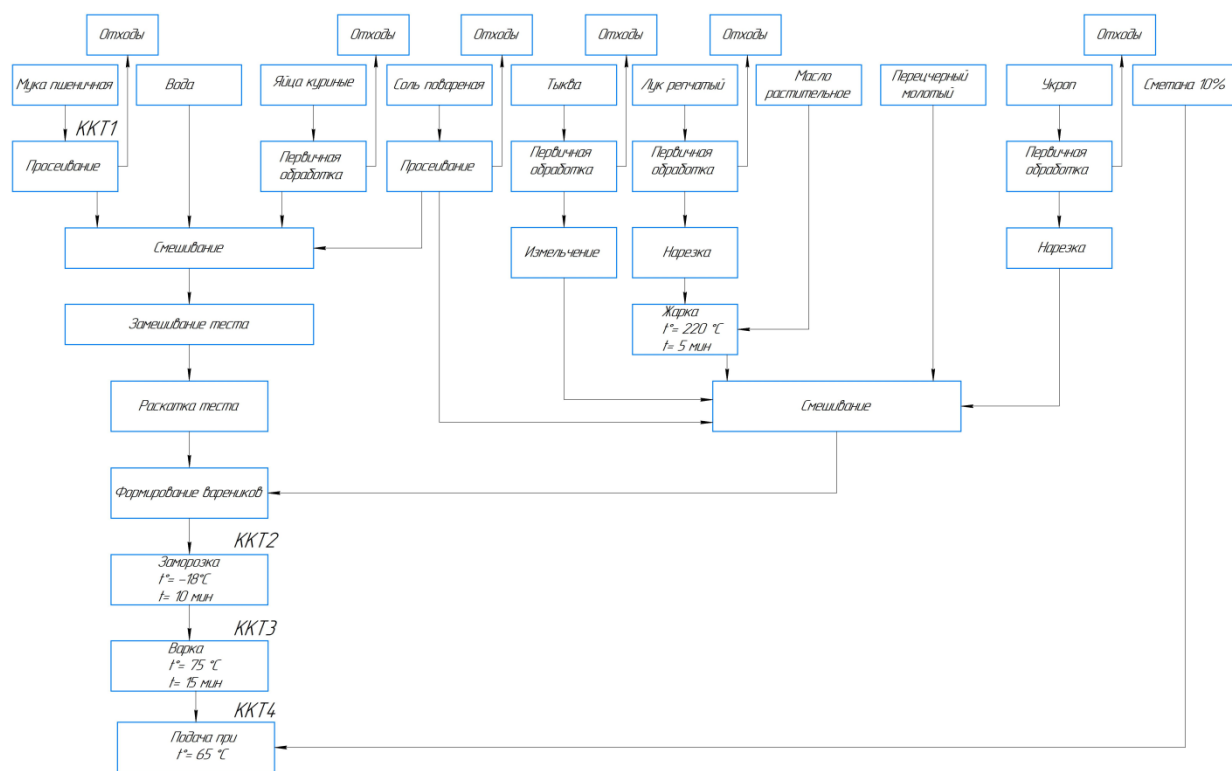 Отходы
Отходы
Отходы
Отходы
Отходы
Отходы
Мука пшеничная
Вода
Яйца куриные
Соль повареная
Тыква
Лук репчатый
Масло
растительное
Перецчерный
молотый
Укроп
Сметана 10%
ККТ1
Просеивание
Первичная
обработка
Просеивание
Первичная
обработка
Первичная
обработка
Первичная
обработка
Смешивание
Измельчение
Нарезка
Нарезка
Замешивание теста
Жарка
t°= 220 °С
t= 5 мин
Раскатка теста
Смешивание
Формирование вареников
ККТ2
Заморозка
t°= -18°С
t= 10 мин
ККТ3
Варка
t°= 75 °С
t= 15 мин
ККТ4
Подача при
t°= 65 °С